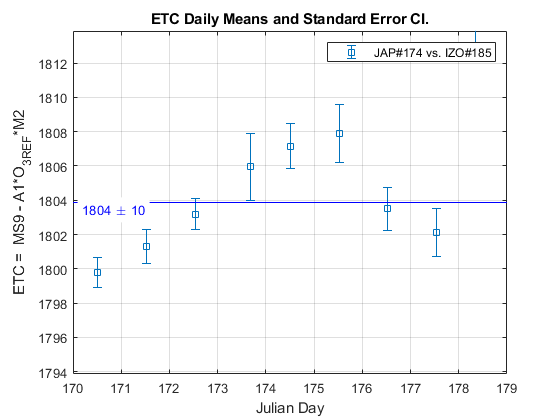 ETC Daily Means and Standard Error CI.
JAP#174 vs. IZO#185
1812
1810
1808
1806
1804
1802
1800
1798
1796
1794
1804 ± 10
ETC = MS9 - A1*O3REF*M2
170 171 172 173 174 175 176 177 178 179
Julian Day